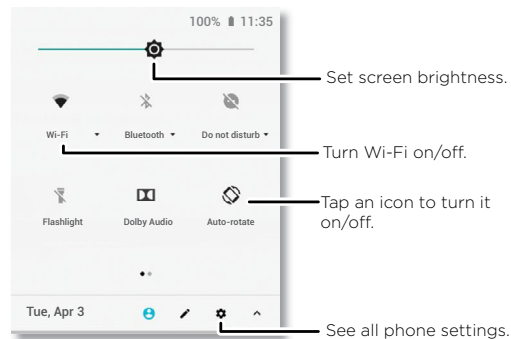 100% 11:35
Set screen brightness.
Wi-Fi Bluetooth Do not disturb
Turn Wi-Fi on/off.
Flashlight Dolby Audio Auto-rotate
Tap an icon to turn it
on/off.
Tue, Apr 3
See all phone settings.